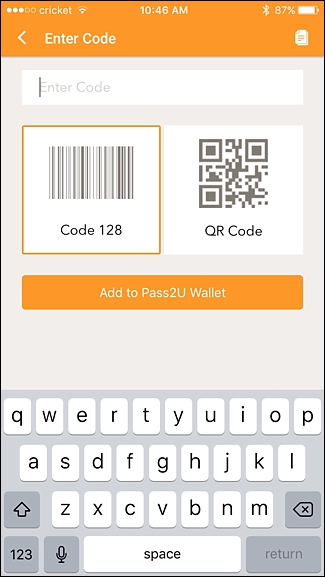 cricket 10:46 AM 87%
Enter Code
Enter Code
Code 128 QR Code
Add to Pass2U Wallet
q w e r t y u i o p
a s d f g h j k l
z x c v b n m
123 space return